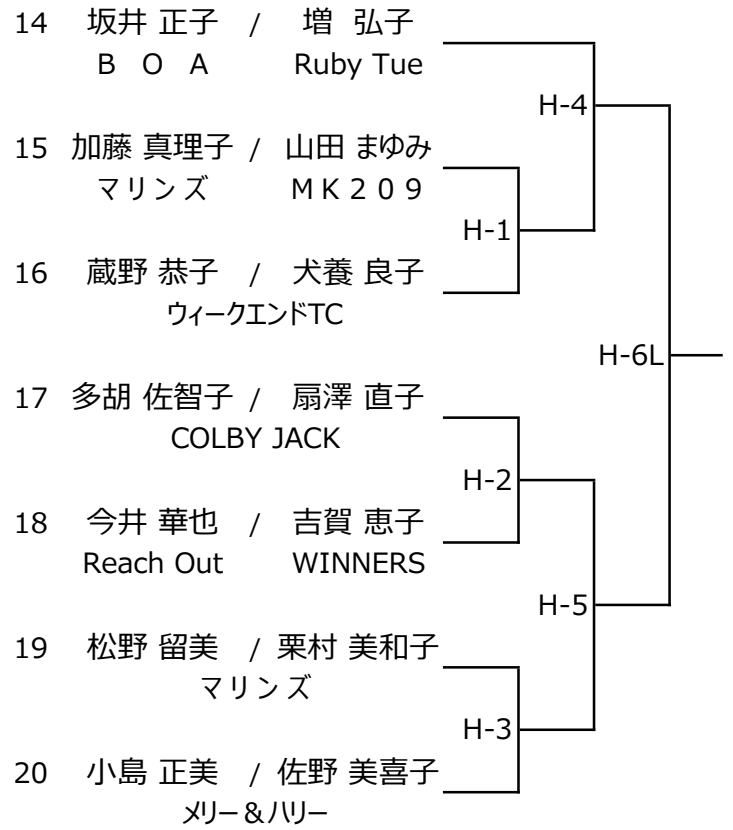 14 坂井 正子 / 増 弘子
B O A Ruby Tue
H-4
15 加藤 真理子 / 山田 まゆみ
マリンズ MK209
H-1
16 蔵野 恭子 / 犬養 良子
ウィークエンドTC
H-6L
17 多胡 佐智子 / 扇澤 直子
COLBY JACK
H-2
18 今井 華也 / 吉賀 恵子
Reach Out WINNERS
H-5
19 松野 留美 / 栗村 美和子
マリンズ
H-3
20 小島 正美 / 佐野 美喜子
メリー&ハリー